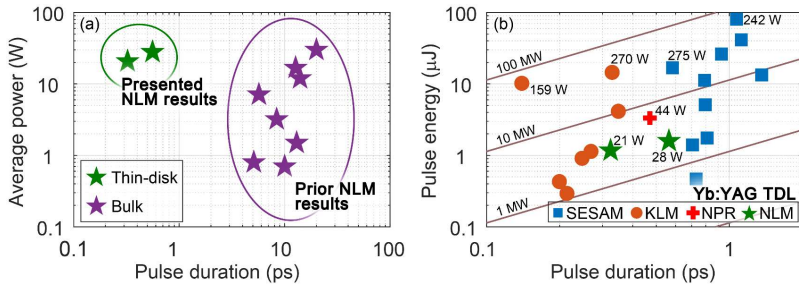 (a)
Presented
NLM results
Prior NLM
results
Thin-disk
Bulk
100
10
1
0.1
0.1
1
10
100
Average power (W)
Pulse duration (ps)
(b)
242 W
100 MW
270 W
275 W
159 W
44 W
10 MW
21 W
28 W
Yb:YAG TDL
1 MW
SESAM KLM NPR NLM
100
10
1
0.1
0.1
1
Pulse energy (μJ)
Pulse duration (ps)